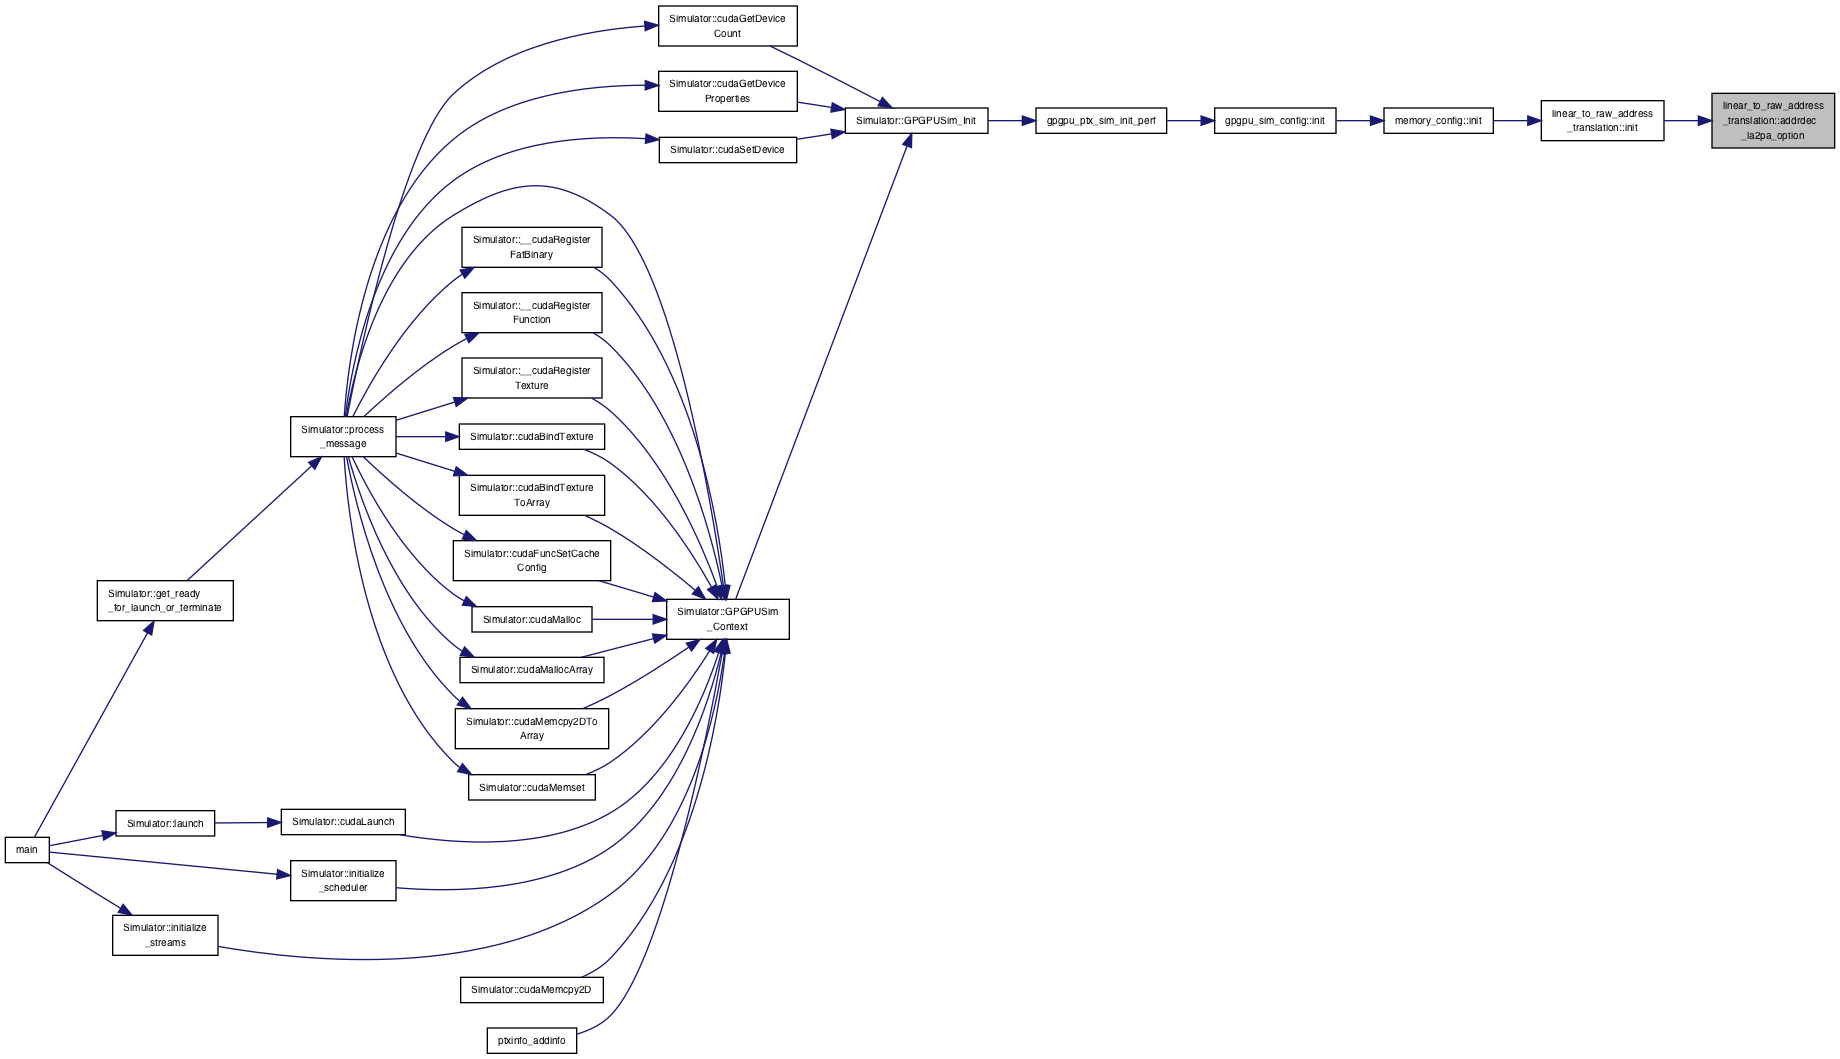 Simulator::cudaGetDevice
Count
Simulator::cudaGetDevice
Properties
Simulator::cudaSetDevice
Simulator::GPGPUSim_Init
gpgpu_ptx_sim_init_perf
gpgpu_sim_config::init
memory_config::init
linear_to_raw_address
_translation::init
linear_to_raw_address
_translation::addrdec
_la2pa_option
Simulator::__cudaRegister
FatBinary
Simulator::__cudaRegister
Function
Simulator::__cudaRegister
Texture
Simulator::process
_message
Simulator::cudaBindTexture
Simulator::cudaBindTexture
ToArray
Simulator::cudaFuncSetCache
Config
Simulator::get_ready
_for_launch_or_terminate
Simulator::cudaMalloc
Simulator::GPGPUSim
_Context
Simulator::cudaMallocArray
Simulator::cudaMemcpy2DTo
Array
Simulator::cudaMemset
Simulator::launch
Simulator::cudaLaunch
main
Simulator::initialize
_scheduler
Simulator::initialize
_streams
Simulator::cudaMemcpy2D
ptxinfo_addinfo